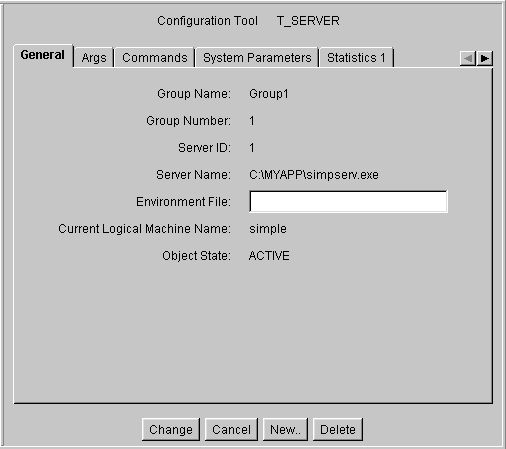 Configuration Tool T_SERVER
General Args Commands System Parameters Statistics 1
Group Name: Group1
Group Number: 1
Server ID: 1
Server Name: C:\MYAPP\simpserv.exe
Environment File:
Current Logical Machine Name: simple
Object State: ACTIVE
Change Cancel New.. Delete